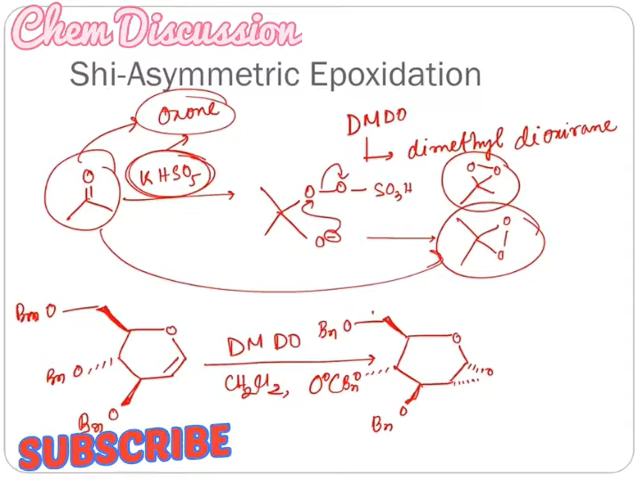 Chem Discussion
Shi-Asymmetric Epoxidation
Oxone
DMDO
dimethyl dioxirane
O
KHSO5
O O
O O SO3H
O⊖
O
O
BnO
O
DMDO
BnO
O
BnO
CH2Cl2, 0°C
BnO
O
BnO
BnO
SUBSCRIBE